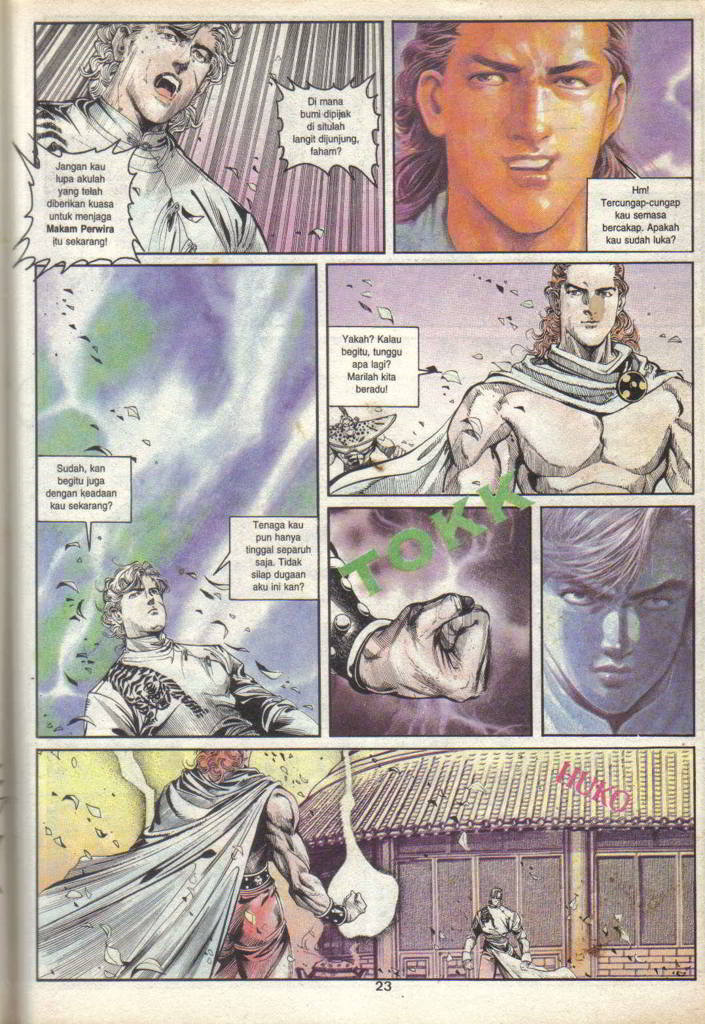 Jangan kau
lupa akulah
yang telah
diberikan kuasa
untuk menjaga
Makam Perwira
itu sekarang!
Di mana
bumi dipijak
di situlah
langit dijunjung,
faham?
Hm!
Tercungap-cungap
kau semasa
bercakap. Apakah
kau sudah luka?
Sudah, kan
begitu juga
dengan keadaan
kau sekarang?
Tenaga kau
pun hanya
tinggal separuh
saja. Tidak
silap dugaan
aku ini kan?
Yakah? Kalau
begitu, tunggu
apa lagi?
Marilah kita
beradu!
TOKK
HUKO
23